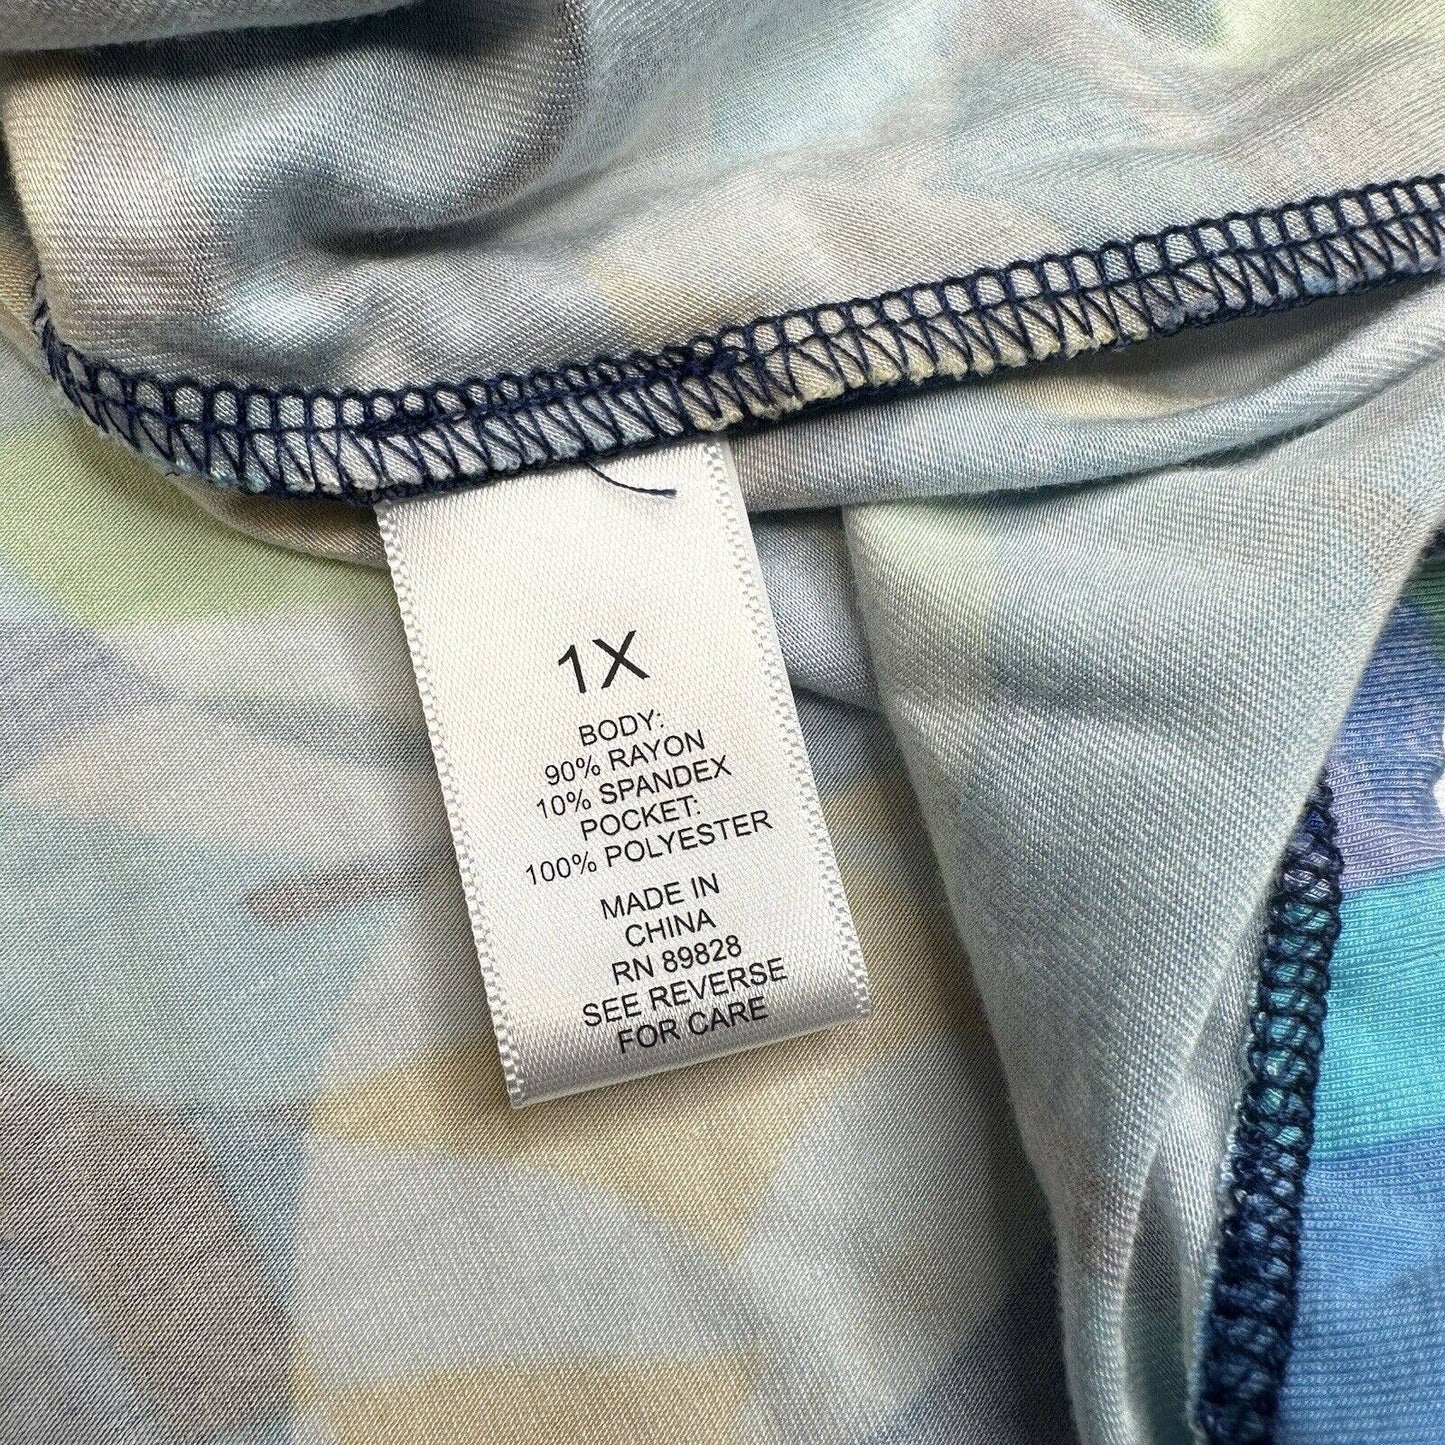 1X
BODY:
90% RAYON
10% SPANDEX
POCKET:
100% POLYESTER
MADE IN
CHINA
RN 89828
SEE REVERSE
FOR CARE